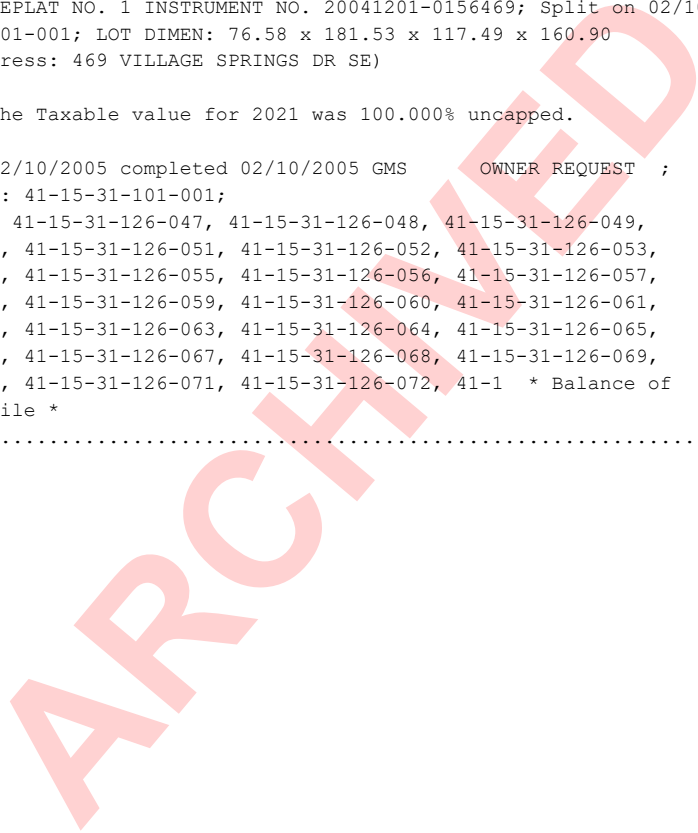 EPLAT NO. 1 INSTRUMENT NO. 20041201-0156469; Split on 02/10
01-001; LOT DIMEN: 76.58 x 181.53 x 117.49 x 160.90
ress: 469 VILLAGE SPRINGS DR SE)
he Taxable value for 2021 was 100.000% uncapped.
2/10/2005 completed 02/10/2005 GMS OWNER REQUEST ;
: 41-15-31-101-001;
41-15-31-126-047, 41-15-31-126-048, 41-15-31-126-049,
, 41-15-31-126-051, 41-15-31-126-052, 41-15-31-126-053,
, 41-15-31-126-055, 41-15-31-126-056, 41-15-31-126-057,
, 41-15-31-126-059, 41-15-31-126-060, 41-15-31-126-061,
, 41-15-31-126-063, 41-15-31-126-064, 41-15-31-126-065,
, 41-15-31-126-067, 41-15-31-126-068, 41-15-31-126-069,
, 41-15-31-126-071, 41-15-31-126-072, 41-1 * Balance of
ile *
.........................................................
ARCHIVED